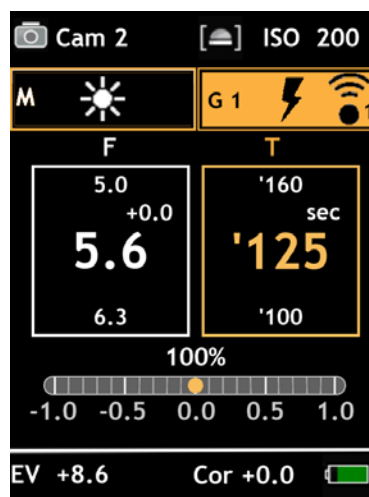 Cam 2 ISO 200
M G 1 1
F T
5.0 '160
+0.0 sec
5.6 '125
6.3 '100
100%
-1.0 -0.5 0.0 0.5 1.0
EV +8.6 Cor +0.0